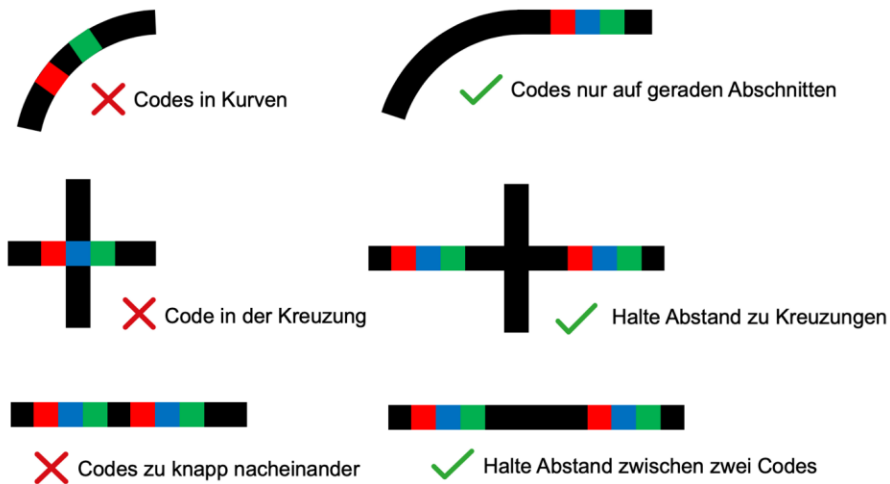 Codes in Kurven
Codes nur auf geraden Abschnitten
Code in der Kreuzung
Halte Abstand zu Kreuzungen
Codes zu knapp nacheinander
Halte Abstand zwischen zwei Codes